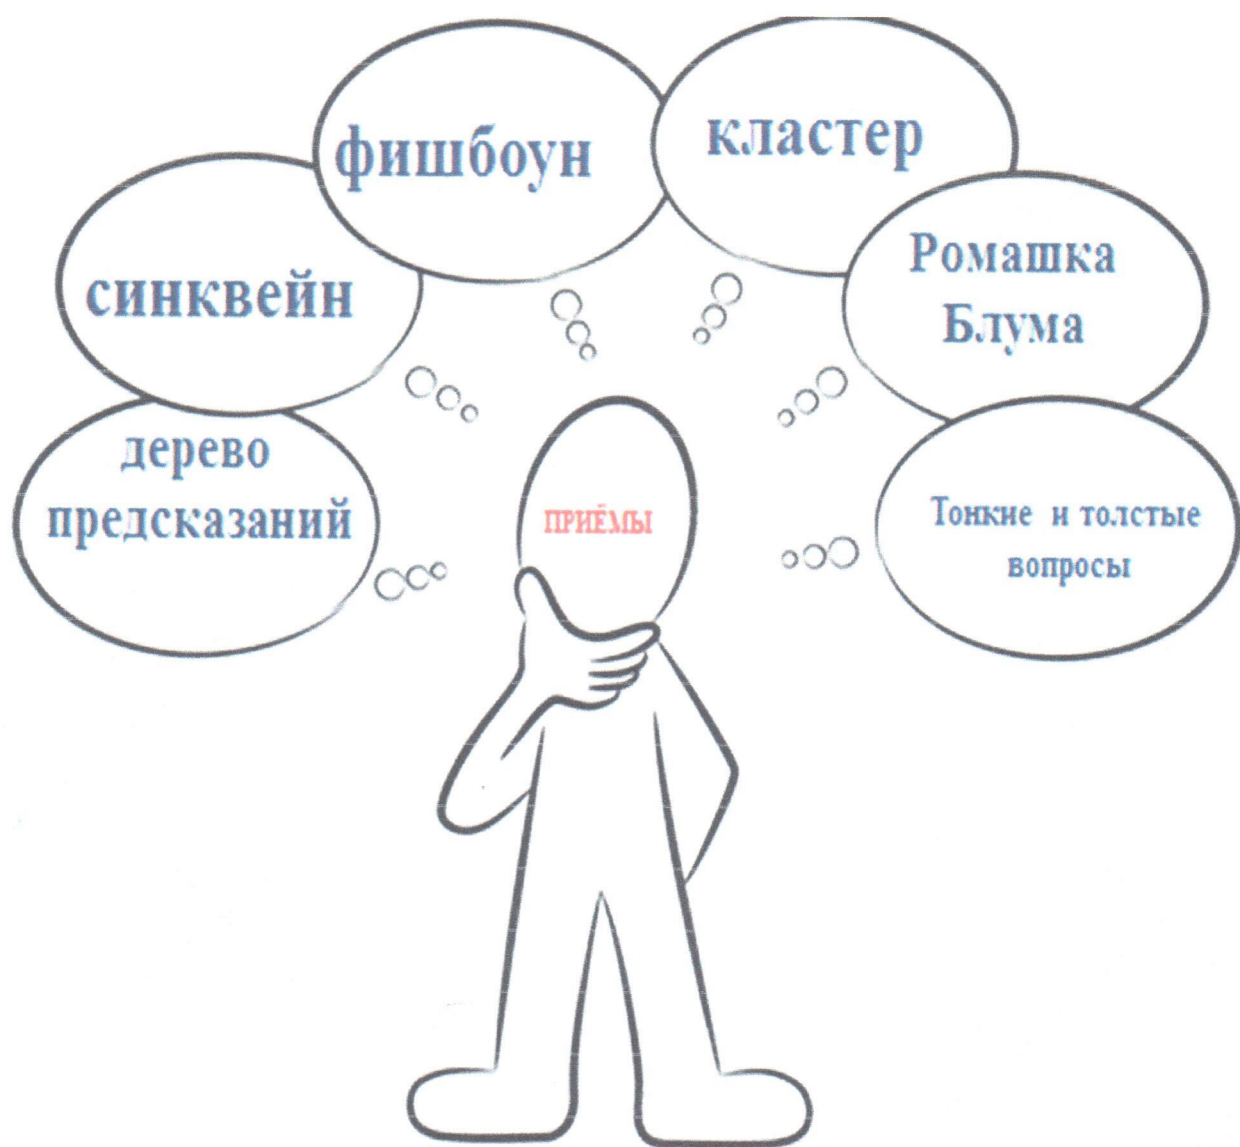 фишбоун
кластер
синквейн
Ромашка
Блума
дерево
предсказаний
ПРИЁМЫ
Тонкие и толстые
вопросы